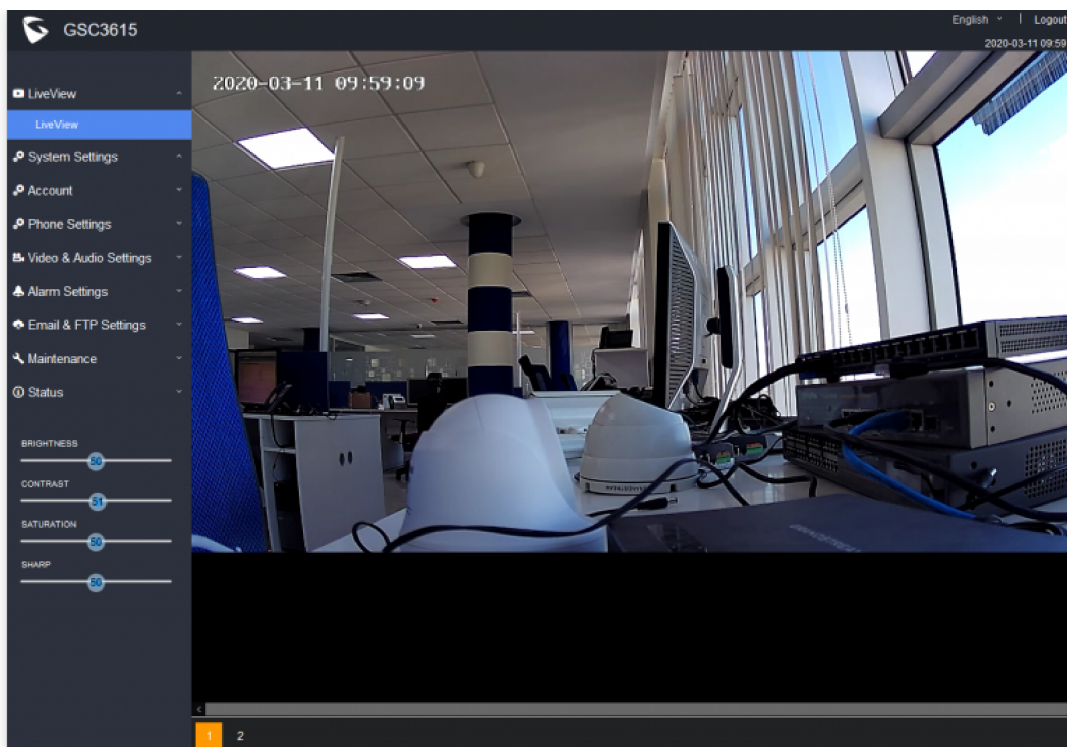 GSC3615
English
Logout
2020-03-11 09:59
2020-03-11 09:59:09
LiveView
LiveView
System Settings
Account
Phone Settings
Video & Audio Settings
Alarm Settings
Email & FTP Settings
Maintenance
Status
BRIGHTNESS
50
CONTRAST
51
SATURATION
50
SHARP
50
1
2